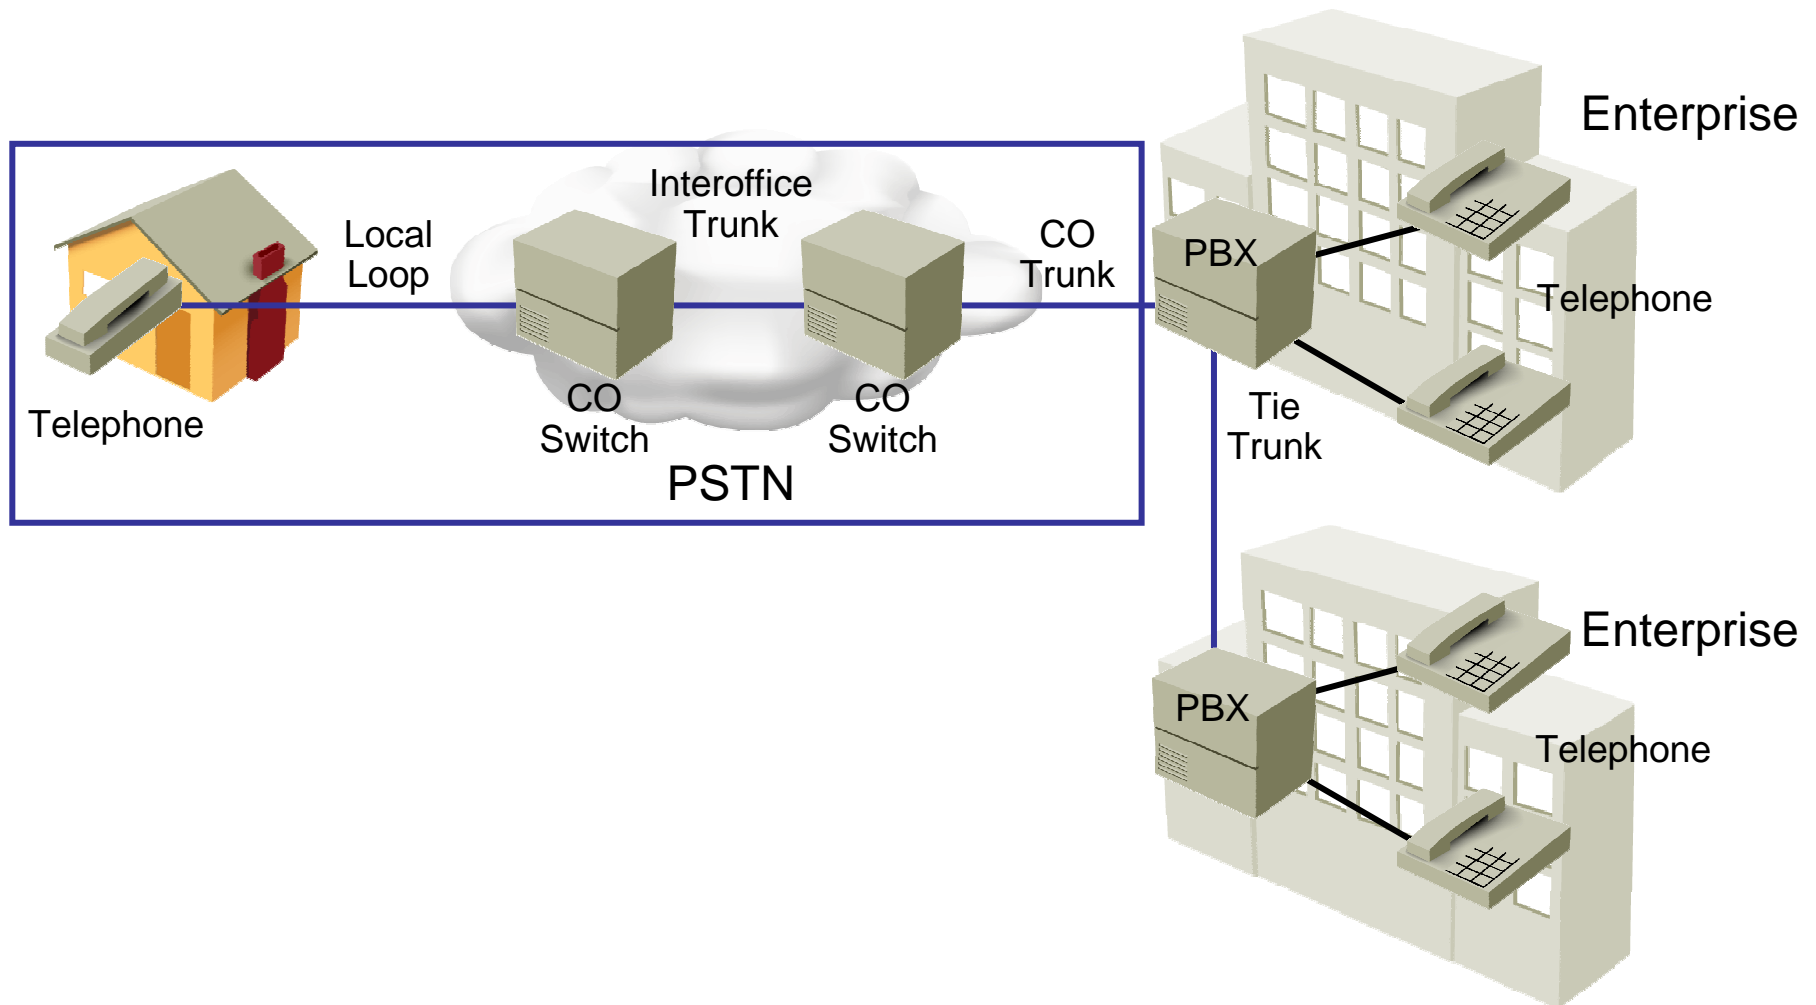 Enterprise
Interoffice
Trunk
Local
Loop
CO
Trunk
PBX
Telephone
Telephone
CO
Switch
CO
Switch
Tie
Trunk
PSTN
Enterprise
PBX
Telephone